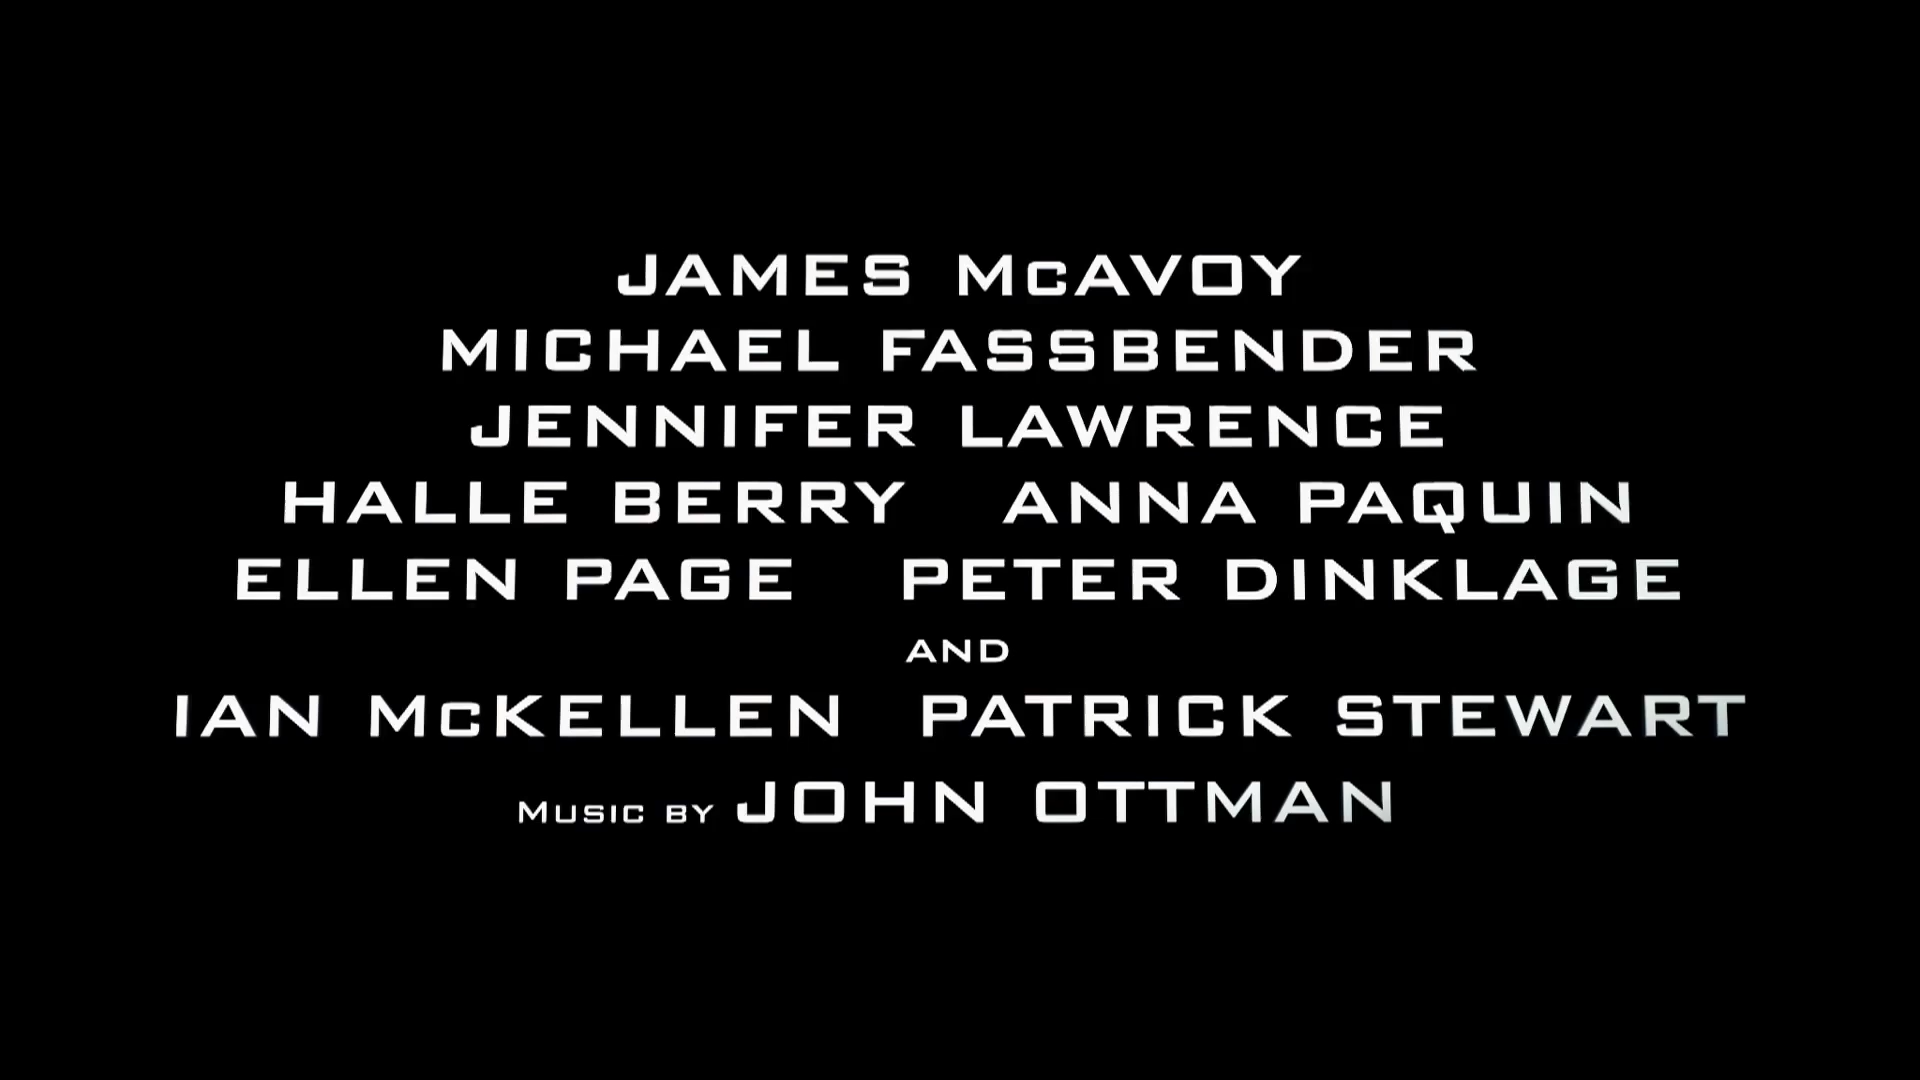 JAMES McAVOY
MICHAEL FASSBENDER
JENNIFER LAWRENCE
HALLE BERRY ANNA PAQUIN
ELLEN PAGE PETER DINKLAGE
AND
IAN McKELLEN PATRICK STEWART
MUSIC BY JOHN OTTMAN